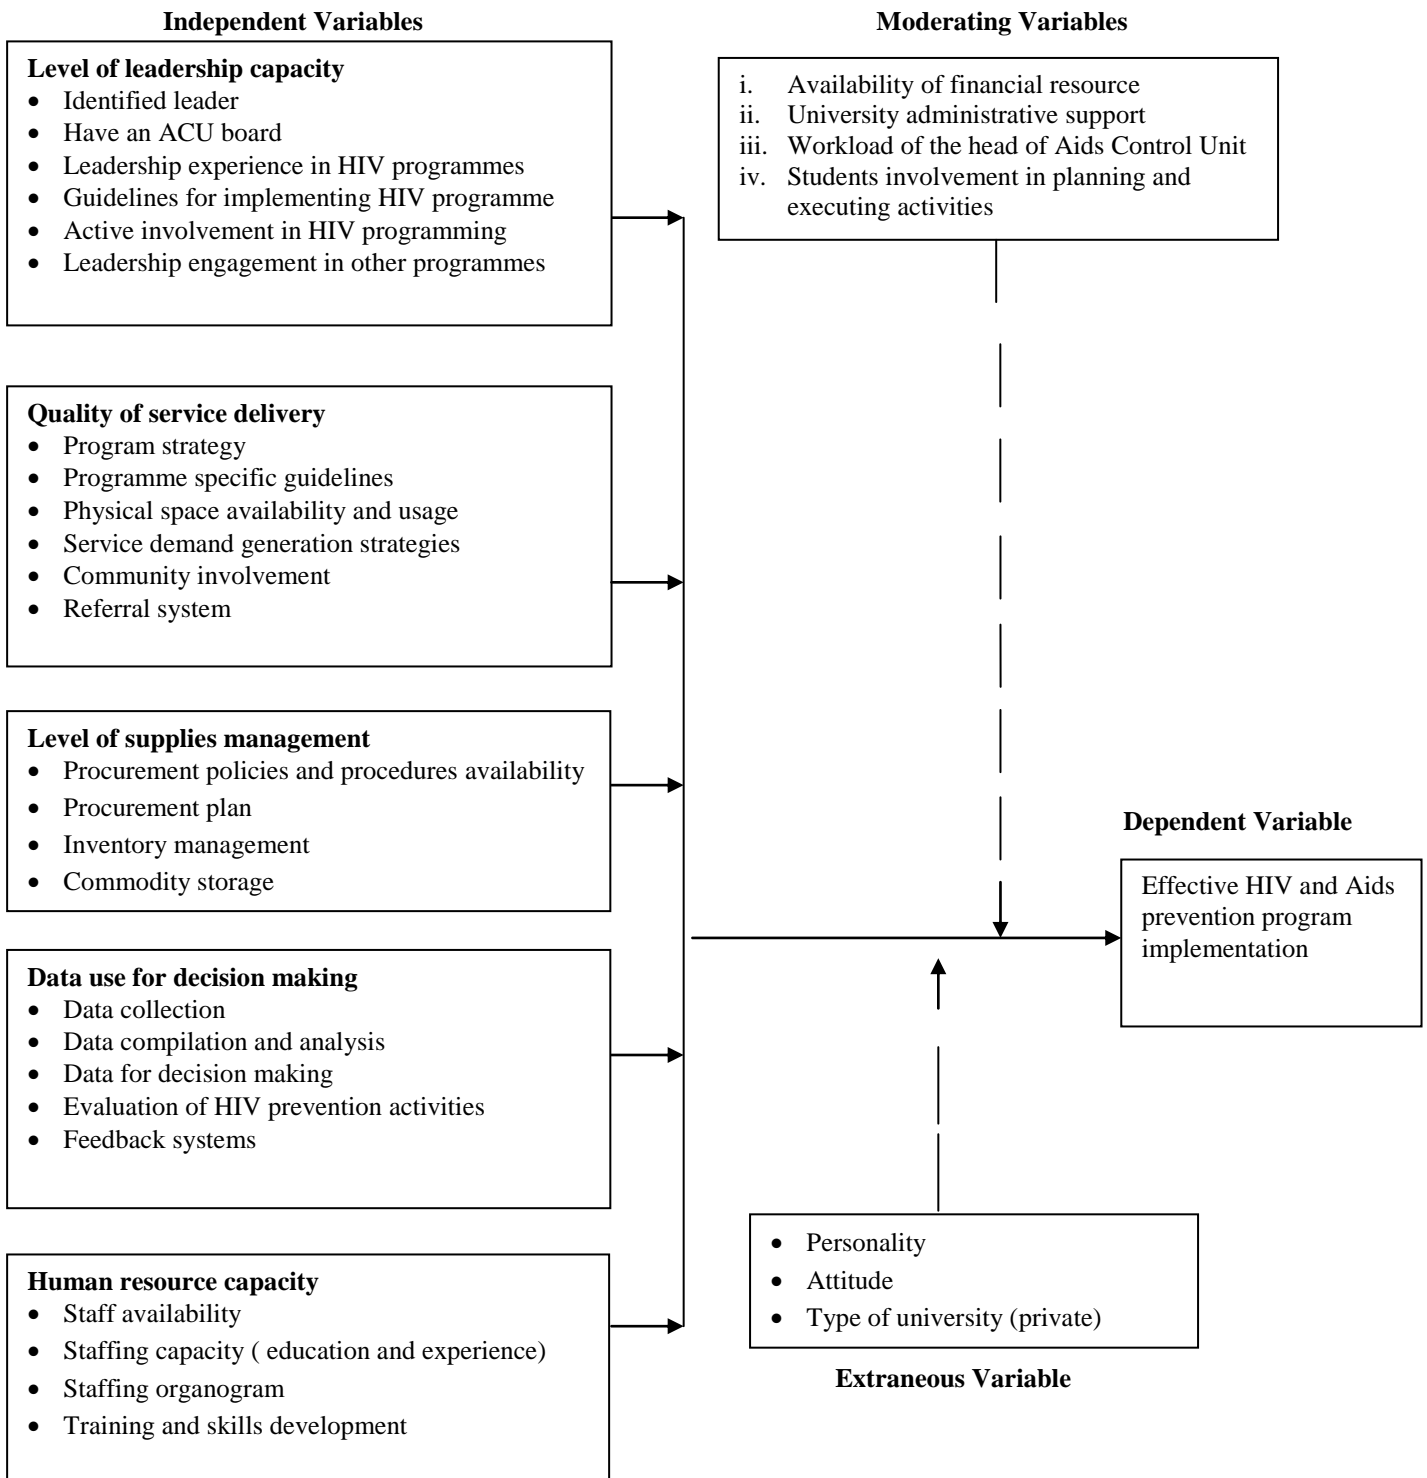 Independent Variables
Level of leadership capacity
• Identified leader
• Have an ACU board
• Leadership experience in HIV programmes
• Guidelines for implementing HIV programme
• Active involvement in HIV programming
• Leadership engagement in other programmes
Quality of service delivery
• Program strategy
• Programme specific guidelines
• Physical space availability and usage
• Service demand generation strategies
• Community involvement
• Referral system
Level of supplies management
• Procurement policies and procedures availability
• Procurement plan
• Inventory management
• Commodity storage
Data use for decision making
• Data collection
• Data compilation and analysis
• Data for decision making
• Evaluation of HIV prevention activities
• Feedback systems
Human resource capacity
• Staff availability
• Staffing capacity ( education and experience)
• Staffing organogram
• Training and skills development
Moderating Variables
i. Availability of financial resource
ii. University administrative support
iii. Workload of the head of Aids Control Unit
iv. Students involvement in planning and
executing activities
Dependent Variable
Effective HIV and Aids
prevention program
implementation
• Personality
• Attitude
• Type of university (private)
Extraneous Variable